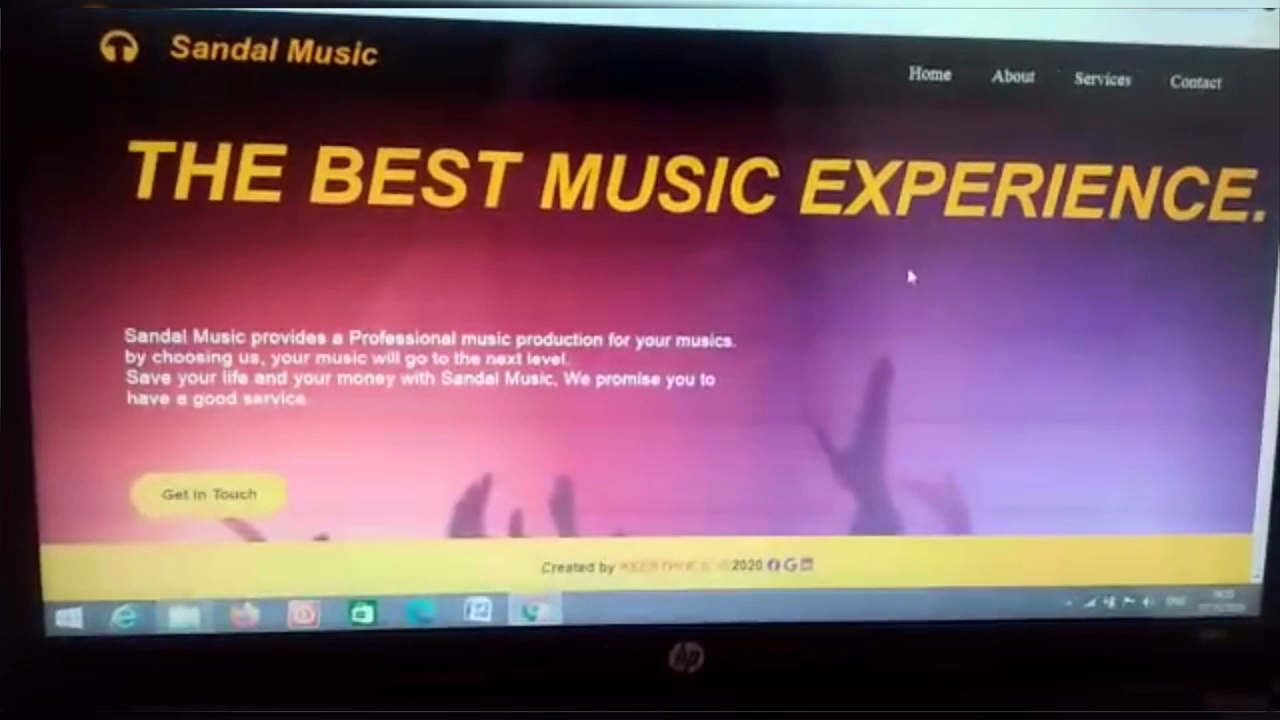 Sandal Music
Home About Services Contact
THE BEST MUSIC EXPERIENCE.
Sandal Music provides a Professional music production for your musics.
by choosing us, your music will go to the next level.
Save your life and your money with Sandal Music, We promise you to
have a good service.
Get in Touch
Created by 2020
ENG
hp